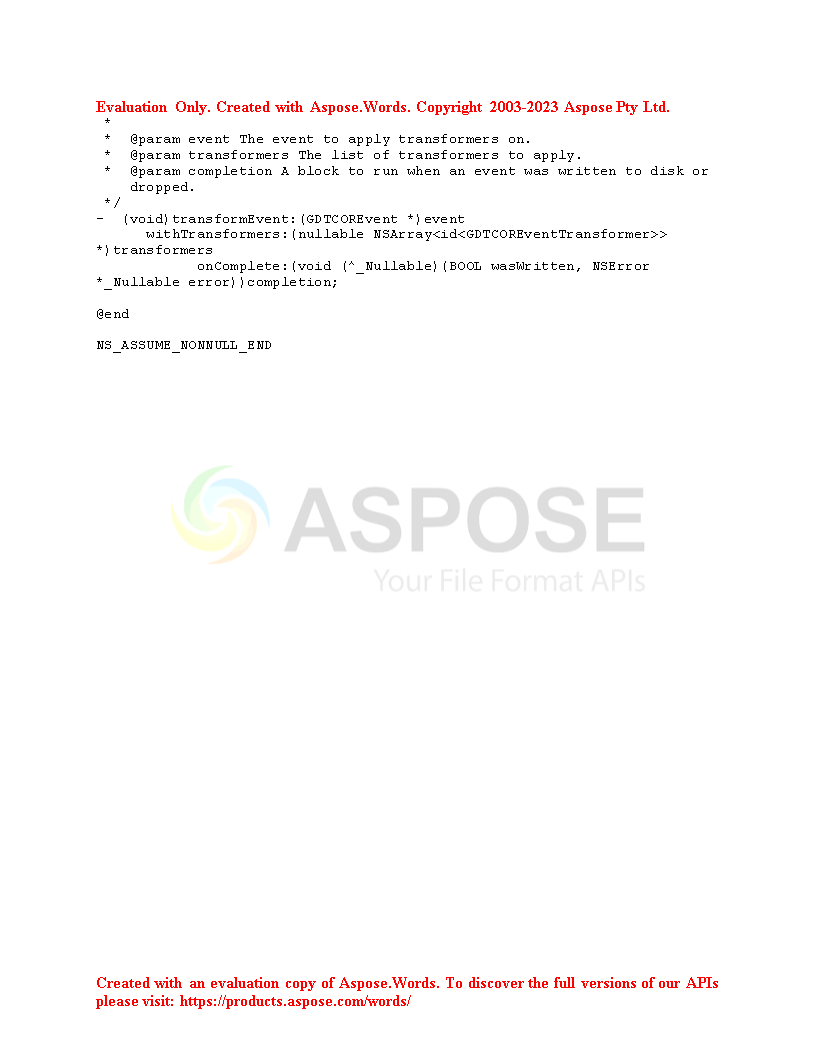 Evaluation Only. Created with Aspose.Words. Copyright 2003-2023 Aspose Pty Ltd.
*
* @param event The event to apply transformers on.
* @param transformers The list of transformers to apply.
* @param completion A block to run when an event was written to disk or
dropped.
*/
- (void)transformEvent:(GDTCOREvent *)event
withTransformers:(nullable NSArray<id<GDTCOREventTransformer>>
*)transformers
onComplete:(void (^_Nullable)(BOOL wasWritten, NSError
*_Nullable error))completion;
@end
NS_ASSUME_NONNULL_END
ASPOSE
Your File Format APIs
Created with an evaluation copy of Aspose.Words. To discover the full versions of our APIs
please visit: https://products.aspose.com/words/